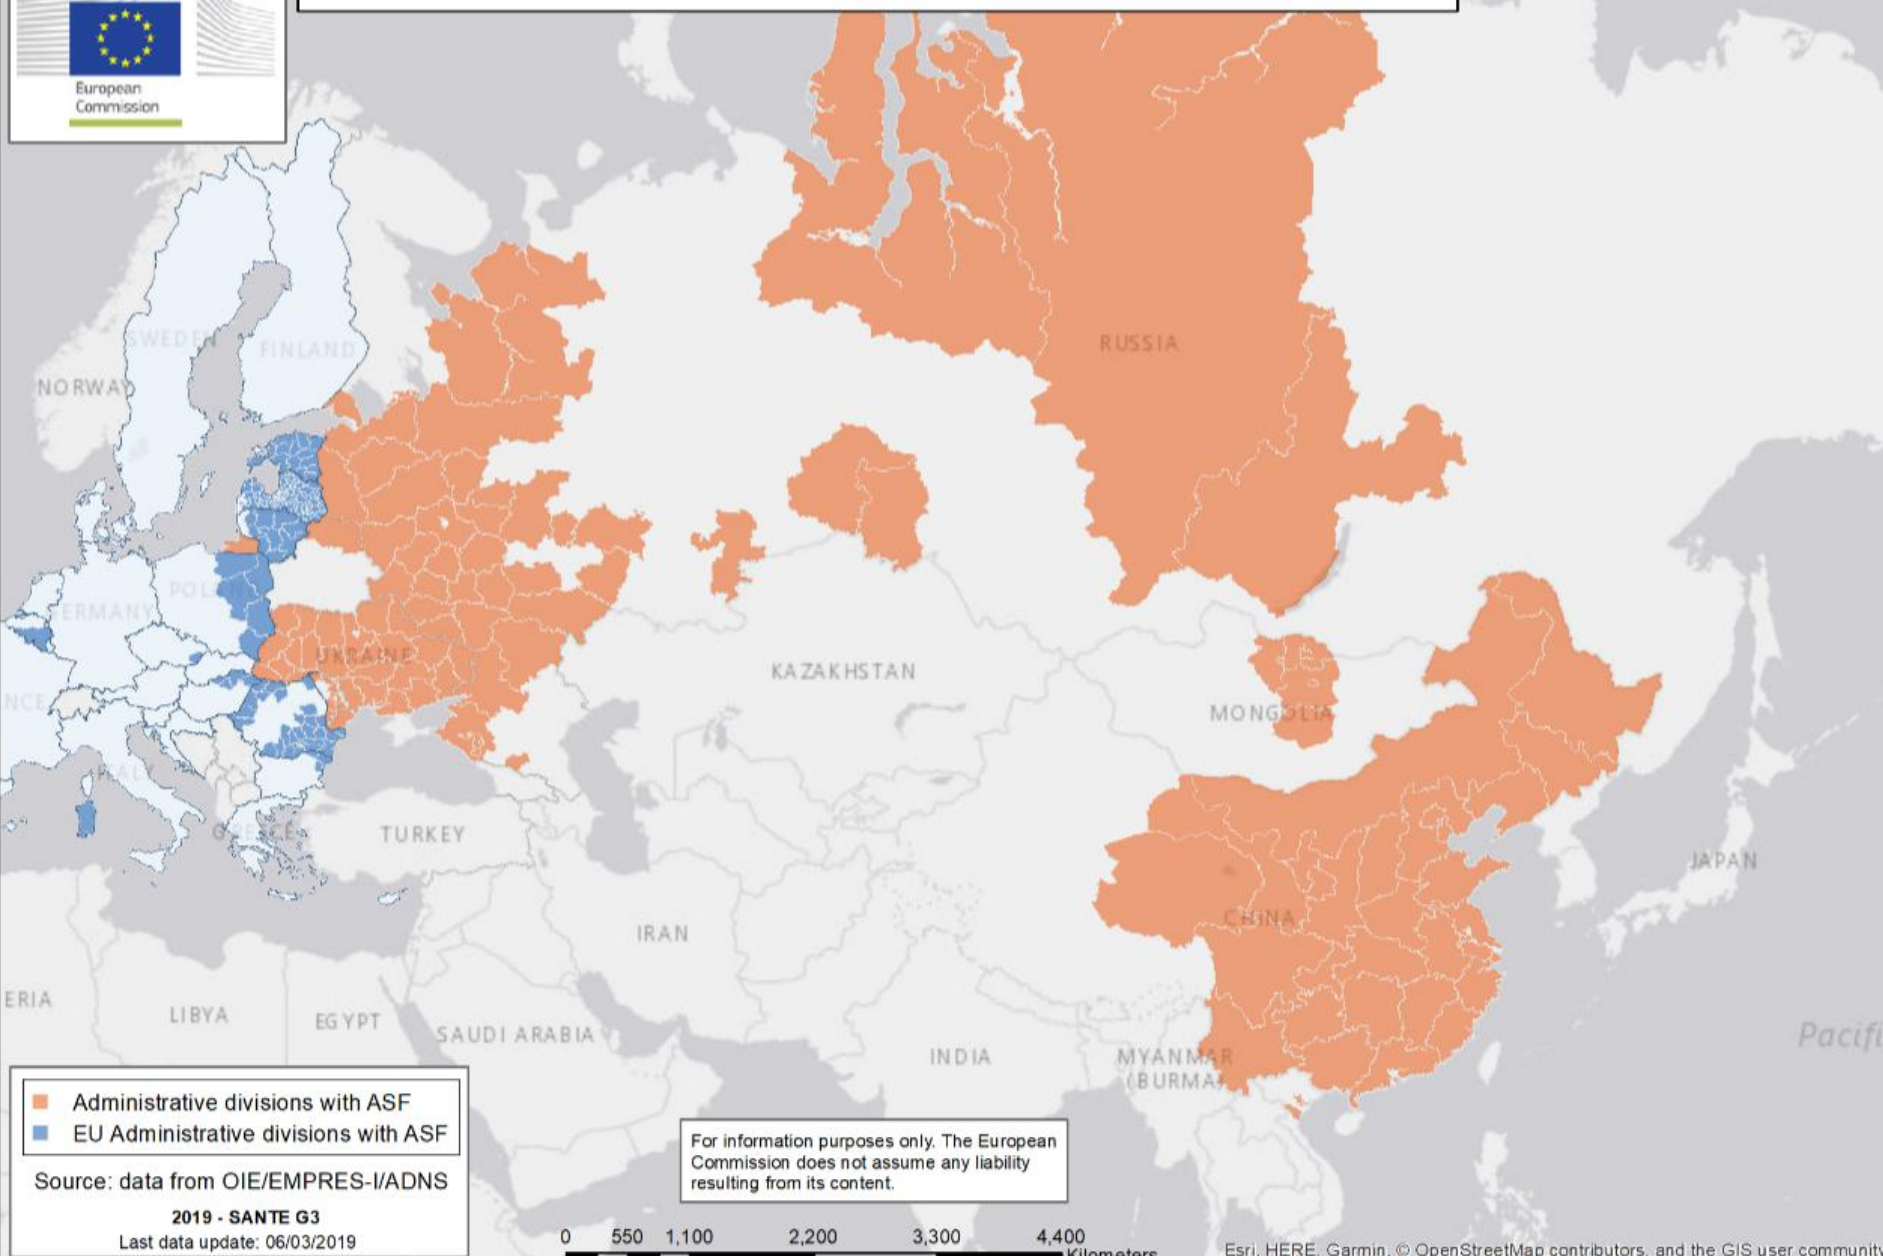 European
Commission
SWEDEN
FINLAND
NORWAY
RUSSIA
POLAND
GERMANY
UKRAINE
KAZAKHSTAN
MONGOLIA
NCE
ITALY
GREECE
TURKEY
JAPAN
CHINA
IRAN
ERIA
LIBYA
EGYPT
SAUDI ARABIA
INDIA
MYANMAR
(BURMA)
Pacifi
Administrative divisions with ASF
EU Administrative divisions with ASF
Source: data from OIE/EMPRES-I/ADNS
2019 - SANTE G3
Last data update: 06/03/2019
For information purposes only. The European
Commission does not assume any liability
resulting from its content.
0 550 1,100 2,200 3,300 4,400
Kilometers
Esri, HERE, Garmin, © OpenStreetMap contributors, and the GIS user community